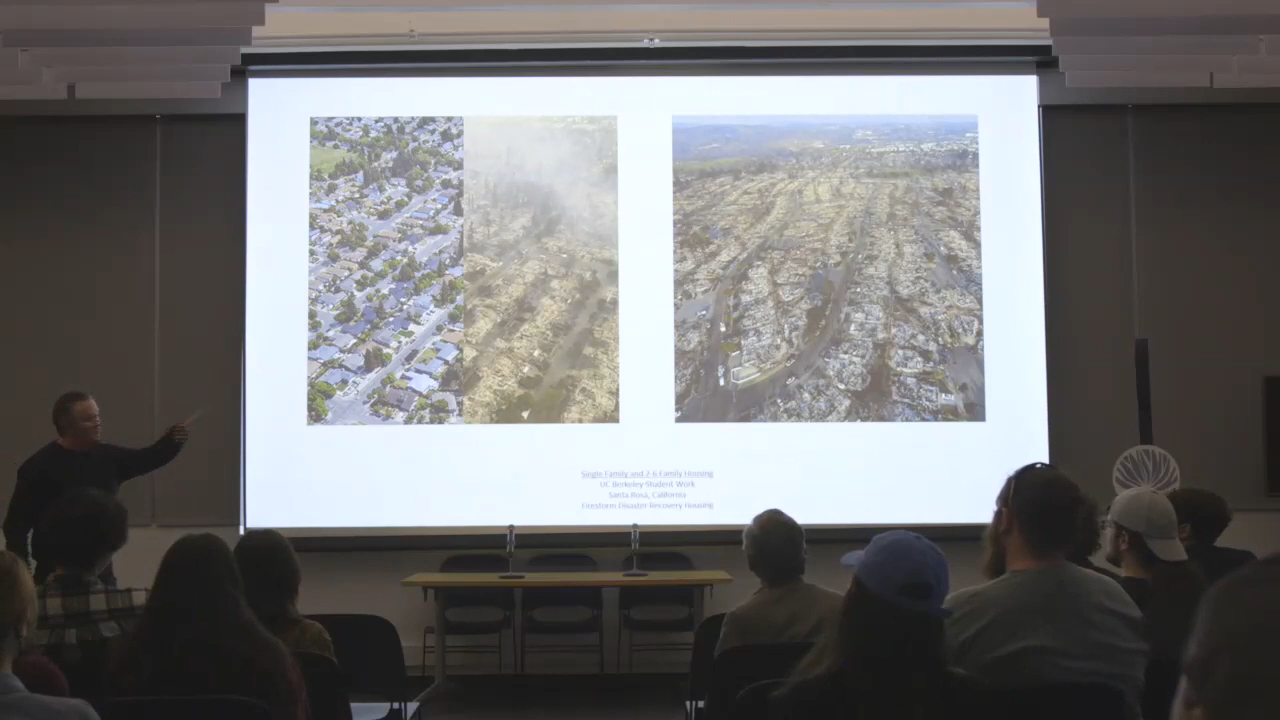 Single Family and 2-6 Family Housing
UC Berkeley-Student Work
Santa Rosa, California
Firestorm Disaster Recovery Housing